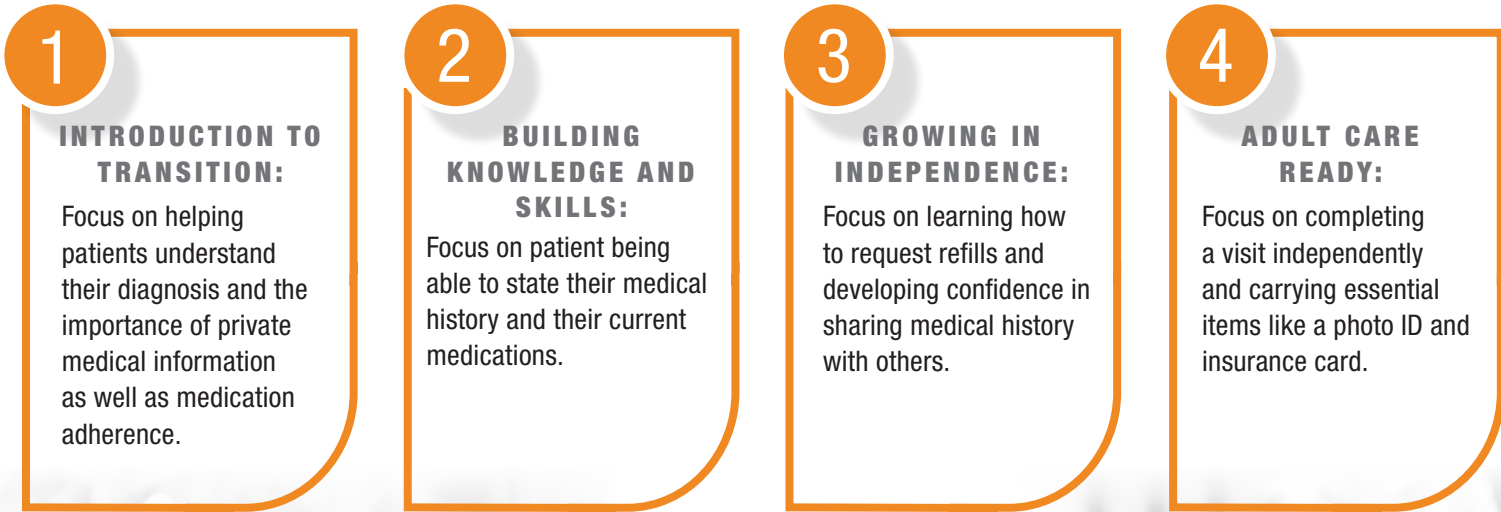 1
INTRODUCTION TO
TRANSITION:
Focus on helping
patients understand
their diagnosis and the
importance of private
medical information
as well as medication
adherence.
2
BUILDING
KNOWLEDGE AND
SKILLS:
Focus on patient being
able to state their medical
history and their current
medications.
3
GROWING IN
INDEPENDENCE:
Focus on learning how
to request refills and
developing confidence in
sharing medical history
with others.
4
ADULT CARE
READY:
Focus on completing
a visit independently
and carrying essential
items like a photo ID and
insurance card.